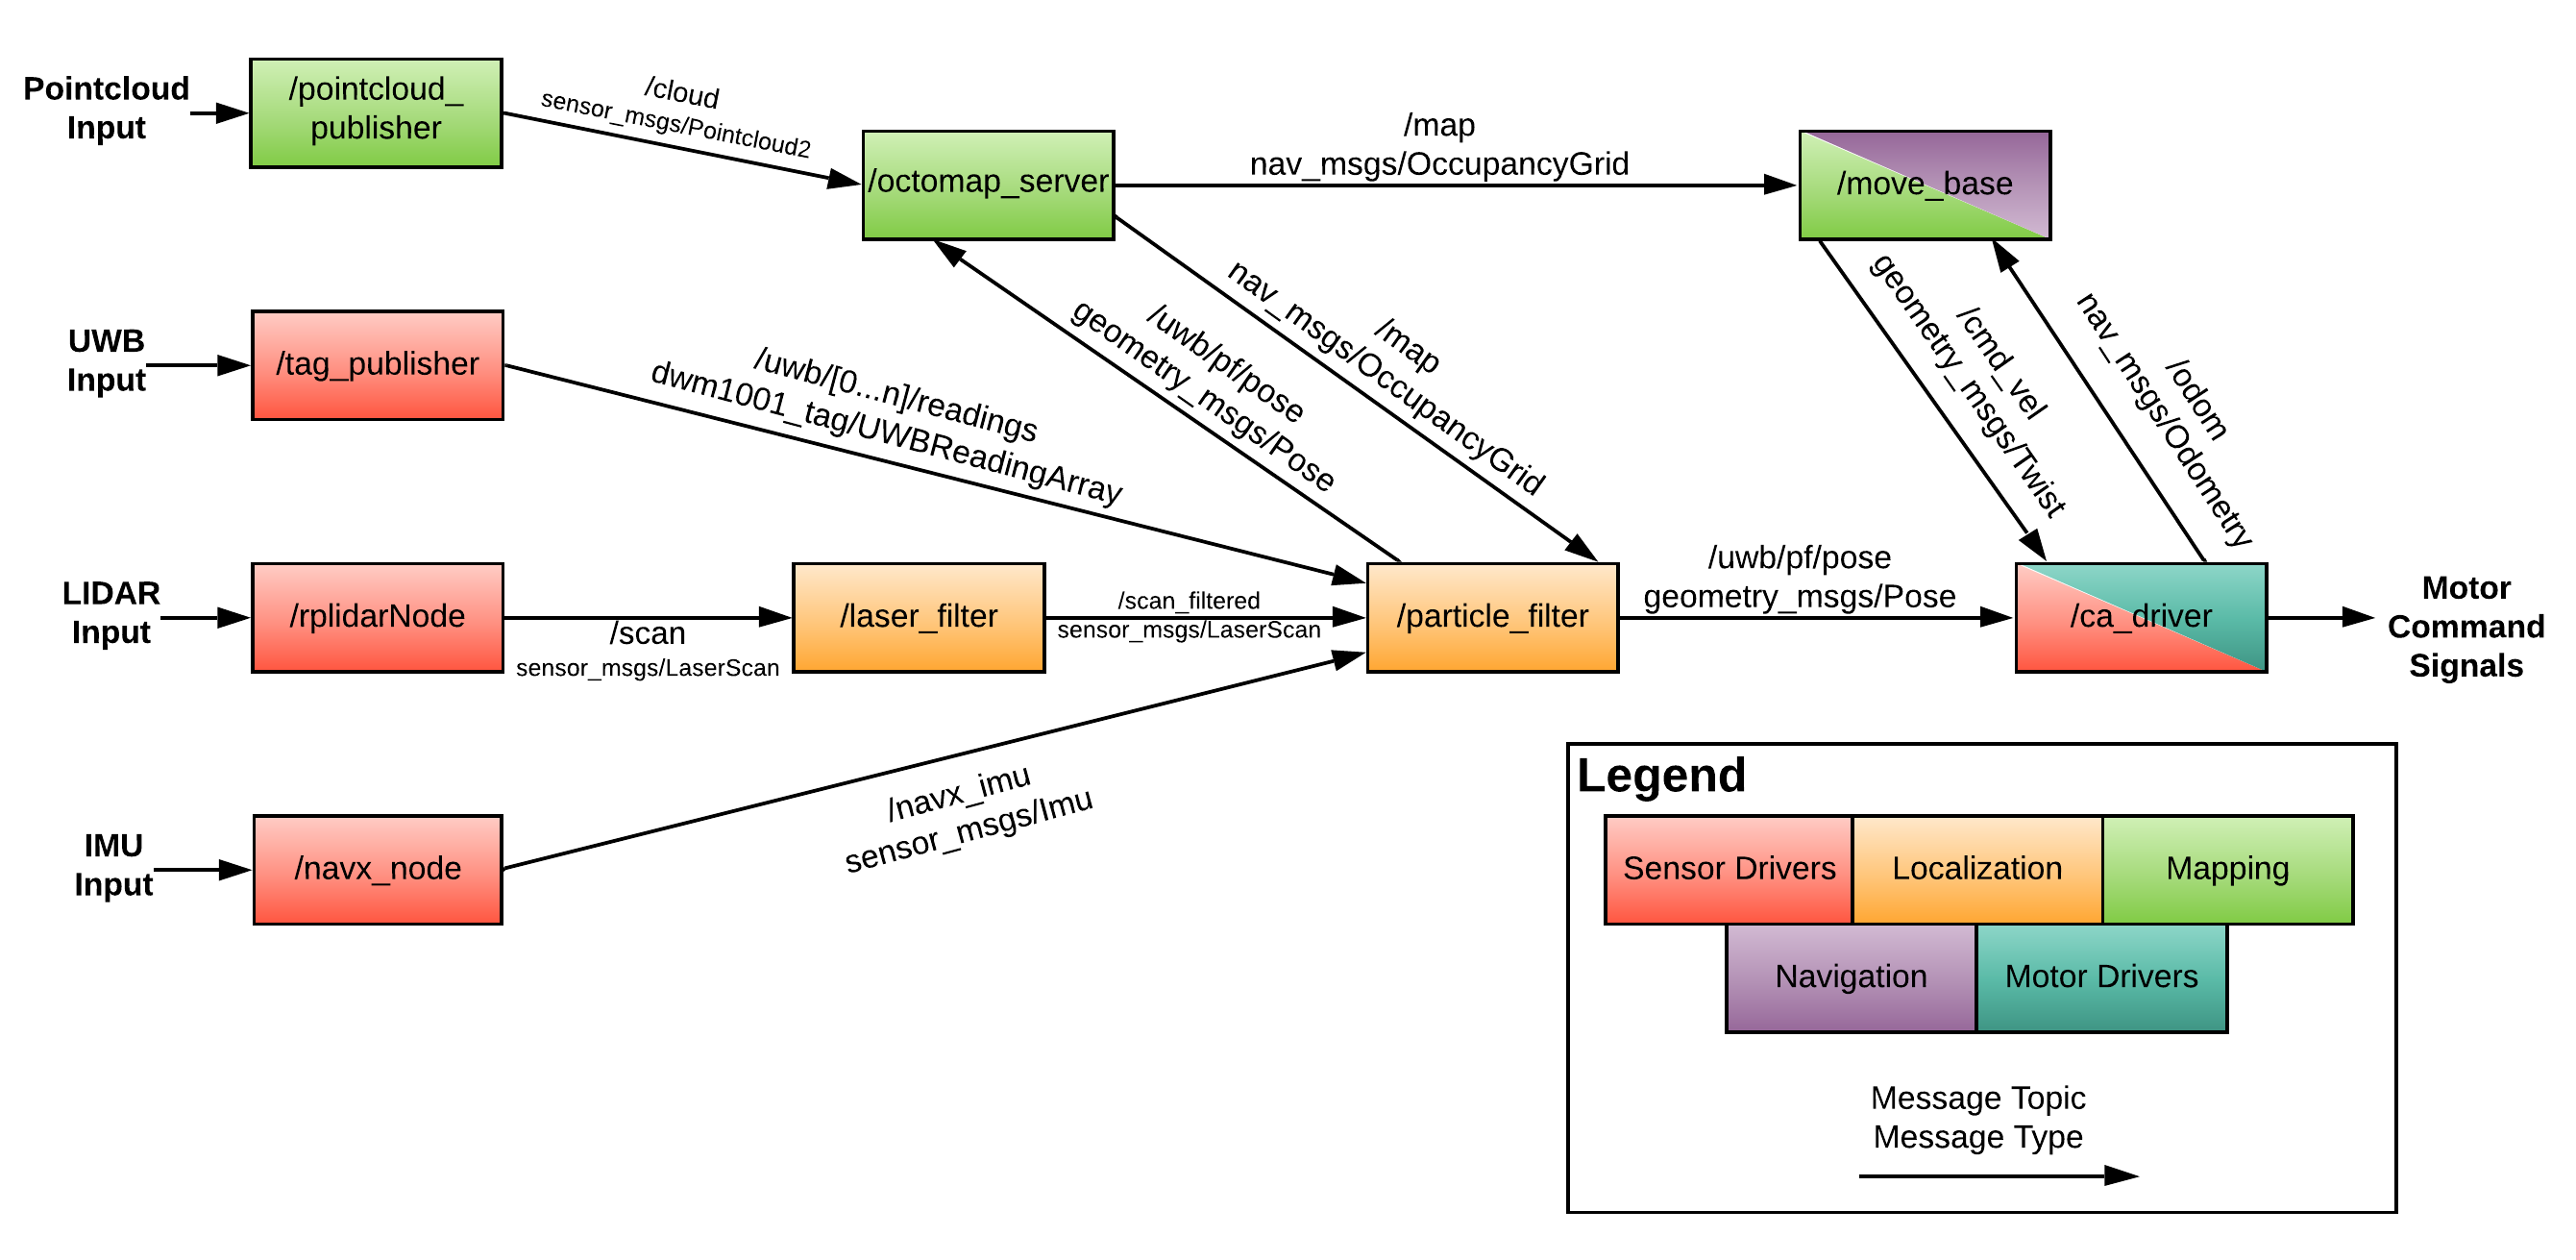 Pointcloud
Input
/pointcloud_
publisher
/cloud
sensor_msgs/Pointcloud2
/octomap_server
/map
nav_msgs/OccupancyGrid
/move_base
UWB
Input
/tag_publisher
/uwb/[0...n]/readings
dwm1001_tag/UWBReadingArray
/uwb/pf/pose
geometry_msgs/Pose
/map
nav_msgs/OccupancyGrid
/cmd_vel
geometry_msgs/Twist
/odom
nav_msgs/Odometry
LIDAR
Input
/rplidarNode
/scan
sensor_msgs/LaserScan
/laser_filter
/scan_filtered
sensor_msgs/LaserScan
/particle_filter
/uwb/pf/pose
geometry_msgs/Pose
/ca_driver
Motor
Command
Signals
IMU
Input
/navx_node
/navx_imu
sensor_msgs/Imu
Legend
Sensor Drivers
Localization
Mapping
Navigation
Motor Drivers
Message Topic
Message Type